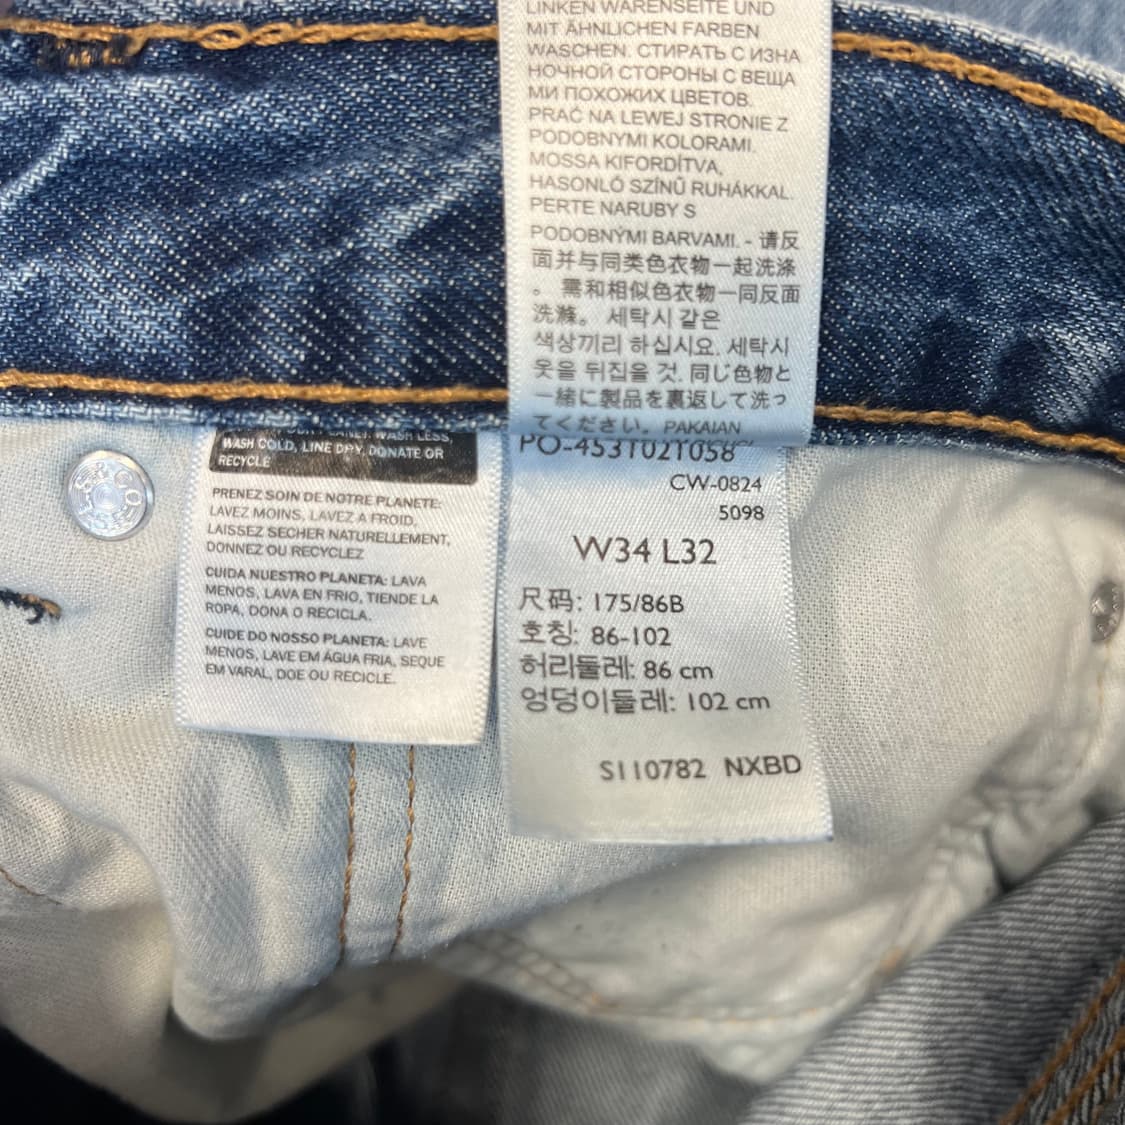 LINKEN WARENSEITE UND
MIT ÄHNLICHEN FARBEN
WASCHEN. СТИРАТЬ С ИЗНА
НОЧНОЙ СТОРОНЫ С ВЕЩА
МИ ПОХОЖИХ ЦВЕТОВ.
PRAĆ NA LEWEJ STRONIE Z
PODOBNYMI KOLORAMI.
MOSSA KIFORDÍTVA,
HASONLÓ SZÍNŰ RUHÁKKAL.
PERTE NARUBY S
PODOBNÝMI BARVAMI. - 请反
面并与同类色衣物一起洗涤
。需和相似色衣物一同反面
洗滌。 세탁시 같은
색상끼리 하십시요. 세탁시
옷을 뒤집을 것. 同じ色物と
一緒に製品を裏返して洗っ
てください。 PAKAIAN
WASH LESS,
WASH COLD, LINE DRY, DONATE OR
RECYCLE
PRENEZ SOIN DE NOTRE PLANETE:
LAVEZ MOINS, LAVEZ A FROID,
LAISSEZ SECHER NATURELLEMENT,
DONNEZ OU RECYCLEZ
CUIDA NUESTRO PLANETA: LAVA
MENOS, LAVA EN FRIO, TIENDE LA
ROPA, DONA O RECICLA.
CUIDE DO NOSSO PLANETA: LAVE
MENOS, LAVE EM ÁGUA FRIA, SEQUE
EM VARAL, DOE OU RECICLE.
PO-4531021058
CW-0824
5098
W34 L32
尺码: 175/86B
호칭: 86-102
허리둘레: 86 cm
엉덩이둘레: 102 cm
S110782 NXBD